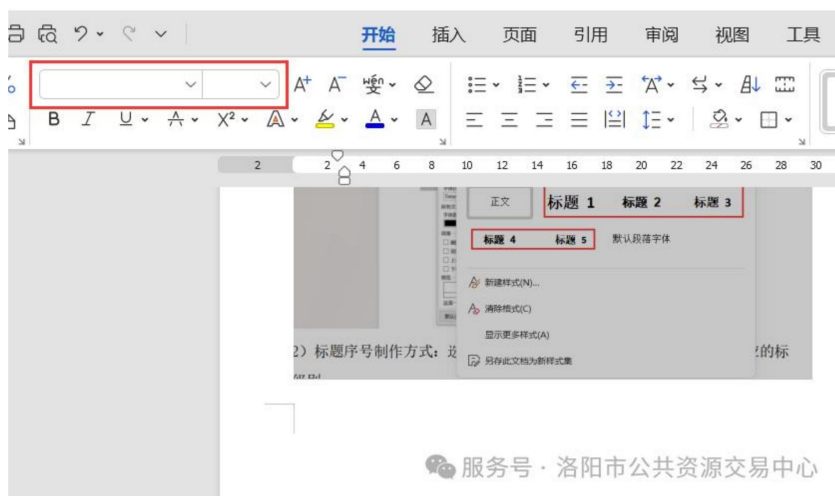 开始 插入 页面 引用 审阅 视图 工具
A+ A- wén 变
B I U A X² A A A
2 2 4 6 8 10 12 14 16 18 20 22 24 26 28 30
正文 标题 1 标题 2 标题 3
标题 4 标题 5 默认段落字体
新建样式(N)...
清除格式(C)
显示更多样式(A)
另存此文档为新样式集
2）标题序号制作方式：选
的标
服务号 · 洛阳市公共资源交易中心